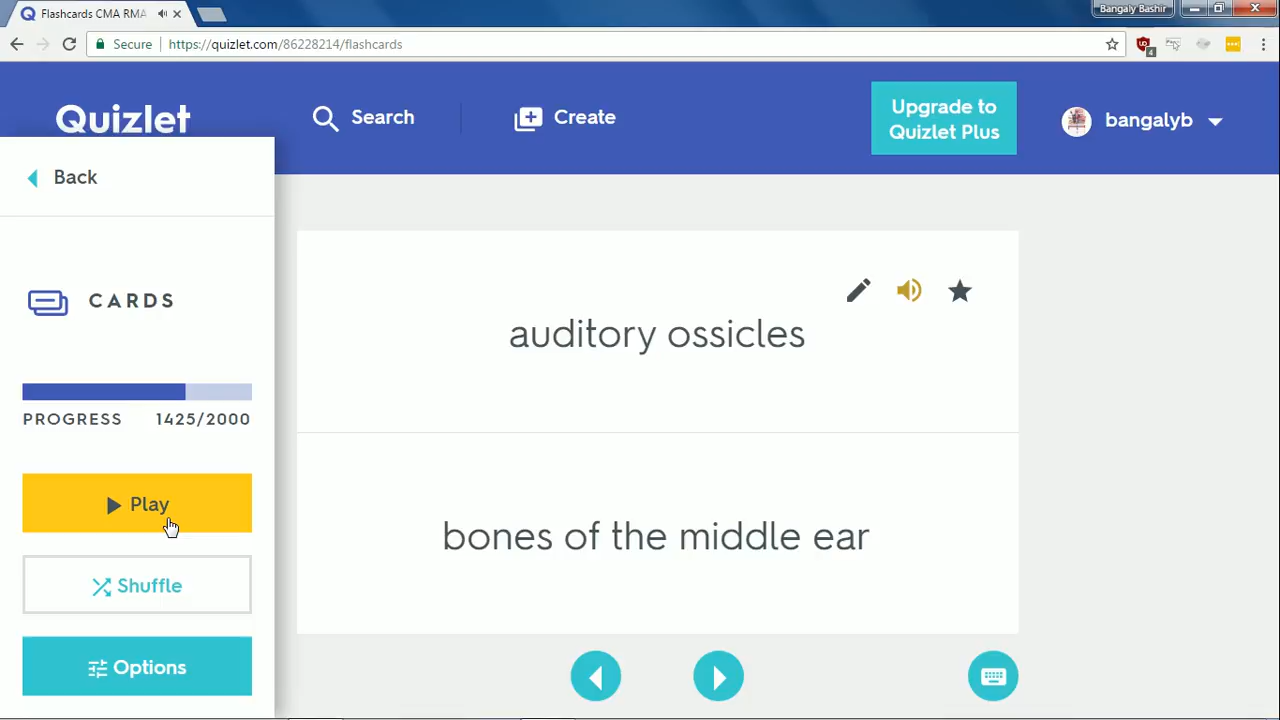 Flashcards CMA RMA
Bangaly Bashir
Secure
https://quizlet.com/86228214/flashcards
4
Quizlet
Search
Create
Upgrade to
Quizlet Plus
bangalyb
Back
CARDS
PROGRESS 1425/2000
Play
Shuffle
Options
auditory ossicles
bones of the middle ear